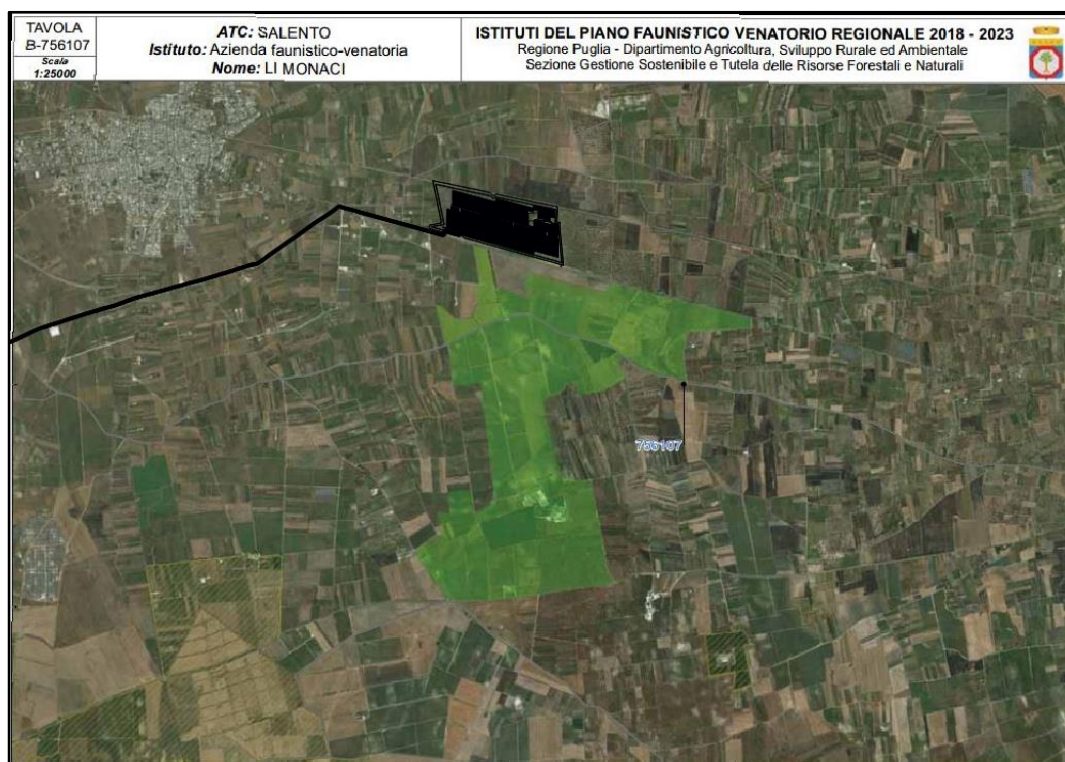 TAVOLA
B-756107
Scala
1:25000
ATC: SALENTO
Istituto: Azienda faunistico-venatoria
Nome: LI MONACI
ISTITUTI DEL PIANO FAUNISTICO VENATORIO REGIONALE 2018 - 2023
Regione Puglia - Dipartimento Agricoltura, Sviluppo Rurale ed Ambientale
Sezione Gestione Sostenibile e Tutela delle Risorse Forestali e Naturali
756107